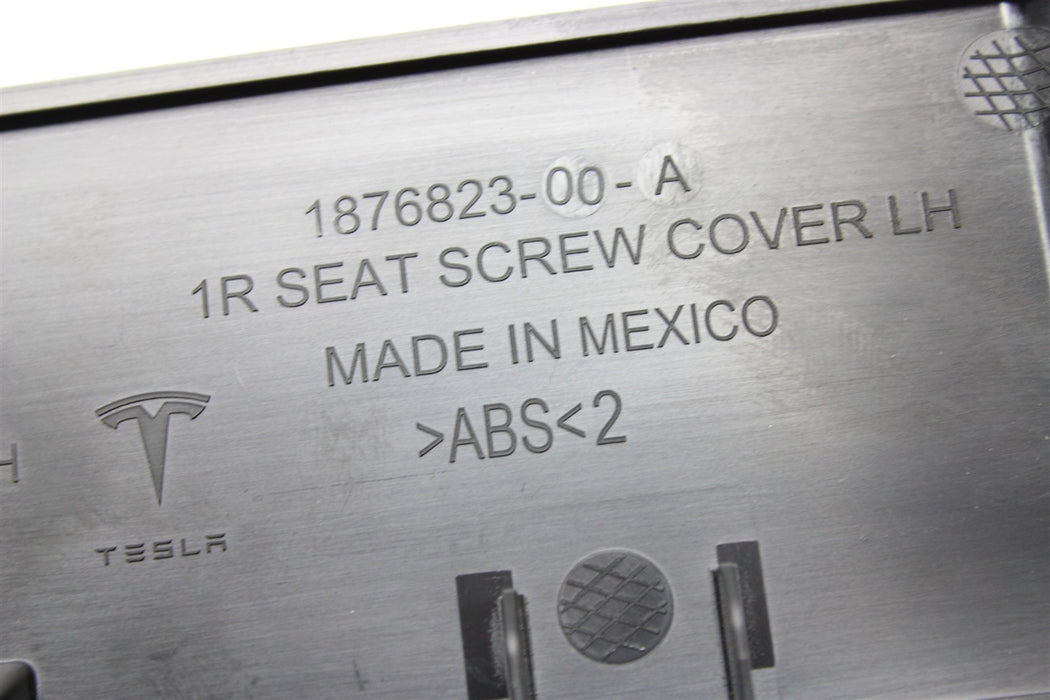 1876823-00-A
1R SEAT SCREW COVER LH
MADE IN MEXICO
>ABS<2
TESLA
H